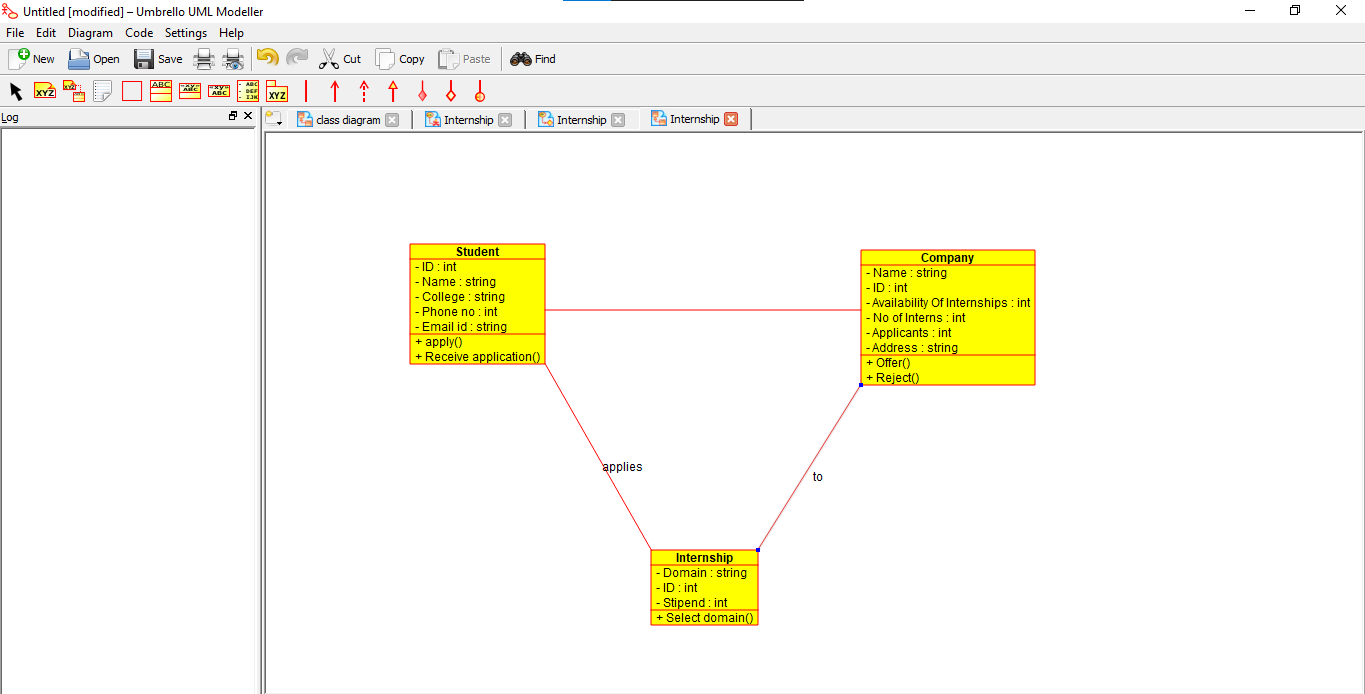 Untitled [modified] – Umbrello UML Modeller
File Edit Diagram Code Settings Help
New Open Save Cut Copy Paste Find
XYZ XYZ ABC xy ABC xy ABC ABC DEF IJK XYZ
Log
class diagram Internship Internship Internship
Student
- ID : int
- Name : string
- College : string
- Phone no : int
- Email id : string
+ apply()
+ Receive application()
Company
- Name : string
- ID : int
- Availability Of Internships : int
- No of Interns : int
- Applicants : int
- Address : string
+ Offer()
+ Reject()
applies
to
Internship
- Domain : string
- ID : int
- Stipend : int
+ Select domain()